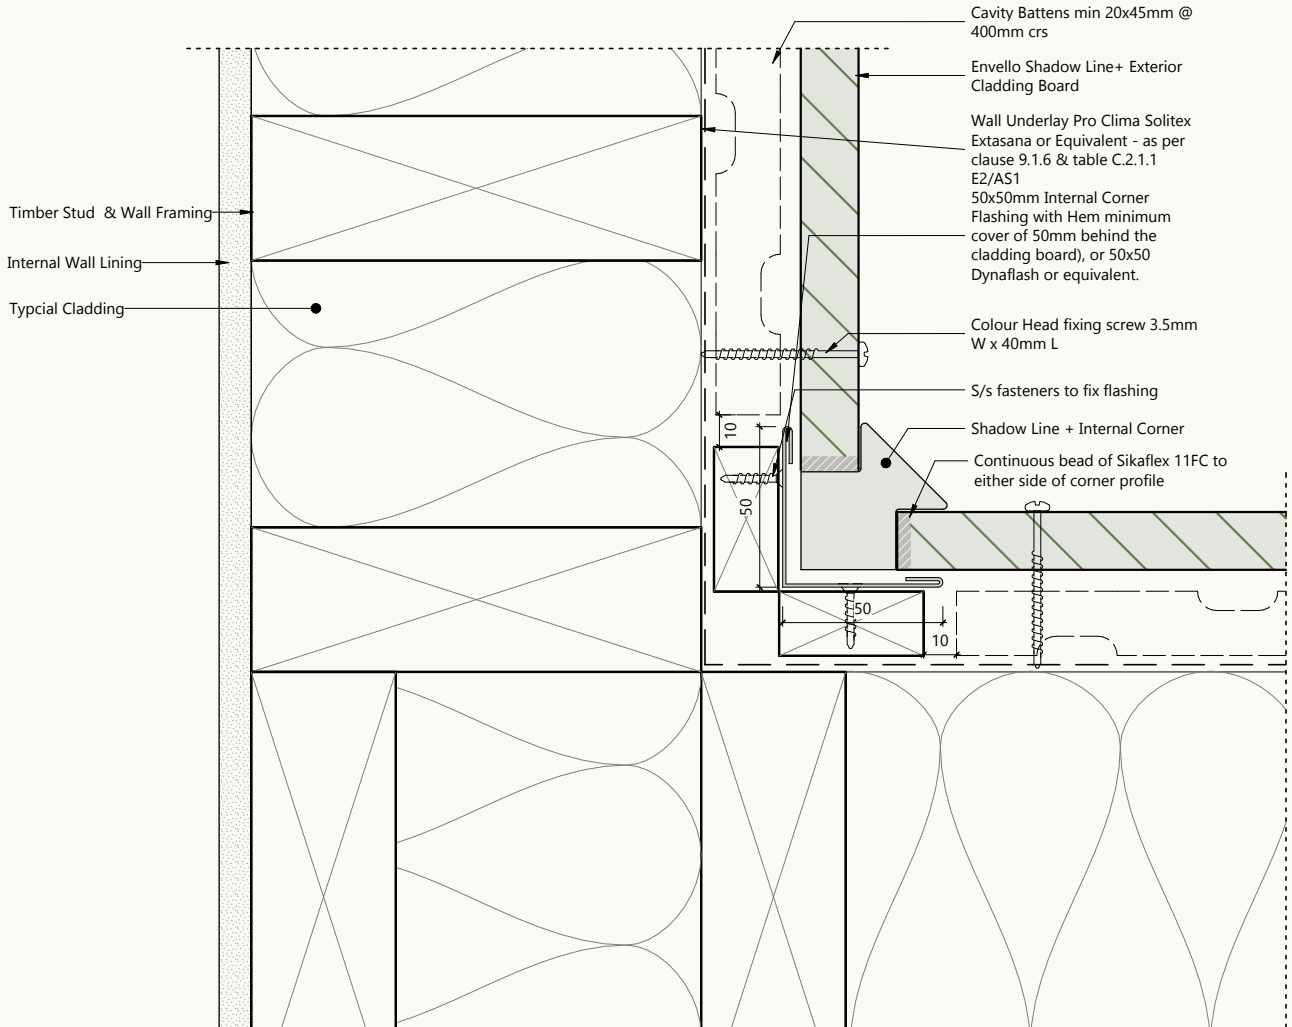 Cavity Battens min 20x45mm @
400mm crs
Envello Shadow Line+ Exterior
Cladding Board
Wall Underlay Pro Clima Solitex
Extasana or Equivalent - as per
clause 9.1.6 & table C.2.1.1
E2/AS1
50x50mm Internal Corner
Flashing with Hem minimum
cover of 50mm behind the
cladding board), or 50x50
Dynaflash or equivalent.
Colour Head fixing screw 3.5mm
W x 40mm L
S/s fasteners to fix flashing
Shadow Line + Internal Corner
Continuous bead of Sikaflex 11FC to
either side of corner profile
Timber Stud  & Wall Framing
Internal Wall Lining
Typcial Cladding
10
50
50
10